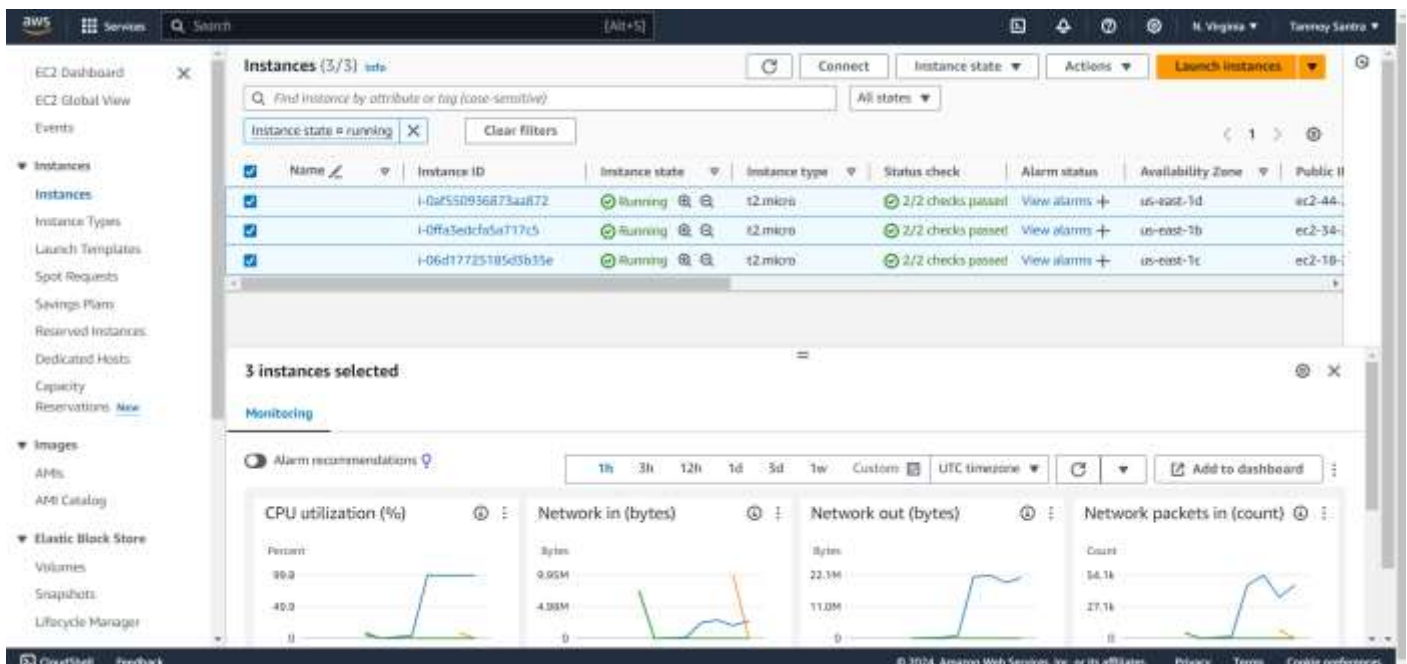 aws Services Search [Alt+S] N. Virginia Tanmoy Santra
EC2 Dashboard
EC2 Global View
Events
Instances
Instances
Instance Types
Launch Templates
Spot Requests
Savings Plans
Reserved Instances
Dedicated Hosts
Capacity
Reservations New
Images
AMIs
AMI Catalog
Elastic Block Store
Volumes
Snapshots
Lifecycle Manager
Instances (3/3) Info Connect Instance state Actions Launch instances
Find Instance by attribute or tag (case-sensitive) All states
Instance state = running Clear filters
1
Name Instance ID Instance state Instance type Status check Alarm status Availability Zone Public
i-0af550936873aa872 Running t2.micro 2/2 checks passed View alarms + us-east-1d ec2-44-
i-0ffa3edcfa5a717c5 Running t2.micro 2/2 checks passed View alarms + us-east-1b ec2-34-
i-06d17725185d3b35e Running t2.micro 2/2 checks passed View alarms + us-east-1c ec2-18-
3 instances selected
Monitoring
Alarm recommendations 1h 3h 12h 1d 3d 1w Custom UTC timezone Add to dashboard
CPU utilization (%)
Percent
99.8
49.9
0
Network in (bytes)
Bytes
9.95M
4.98M
0
Network out (bytes)
Bytes
22.1M
11.0M
0
Network packets in (count)
Count
54.1k
27.1k
0
CloudShell Feedback © 2024, Amazon Web Services, Inc. or its affiliates. Privacy Terms Cookie preferences